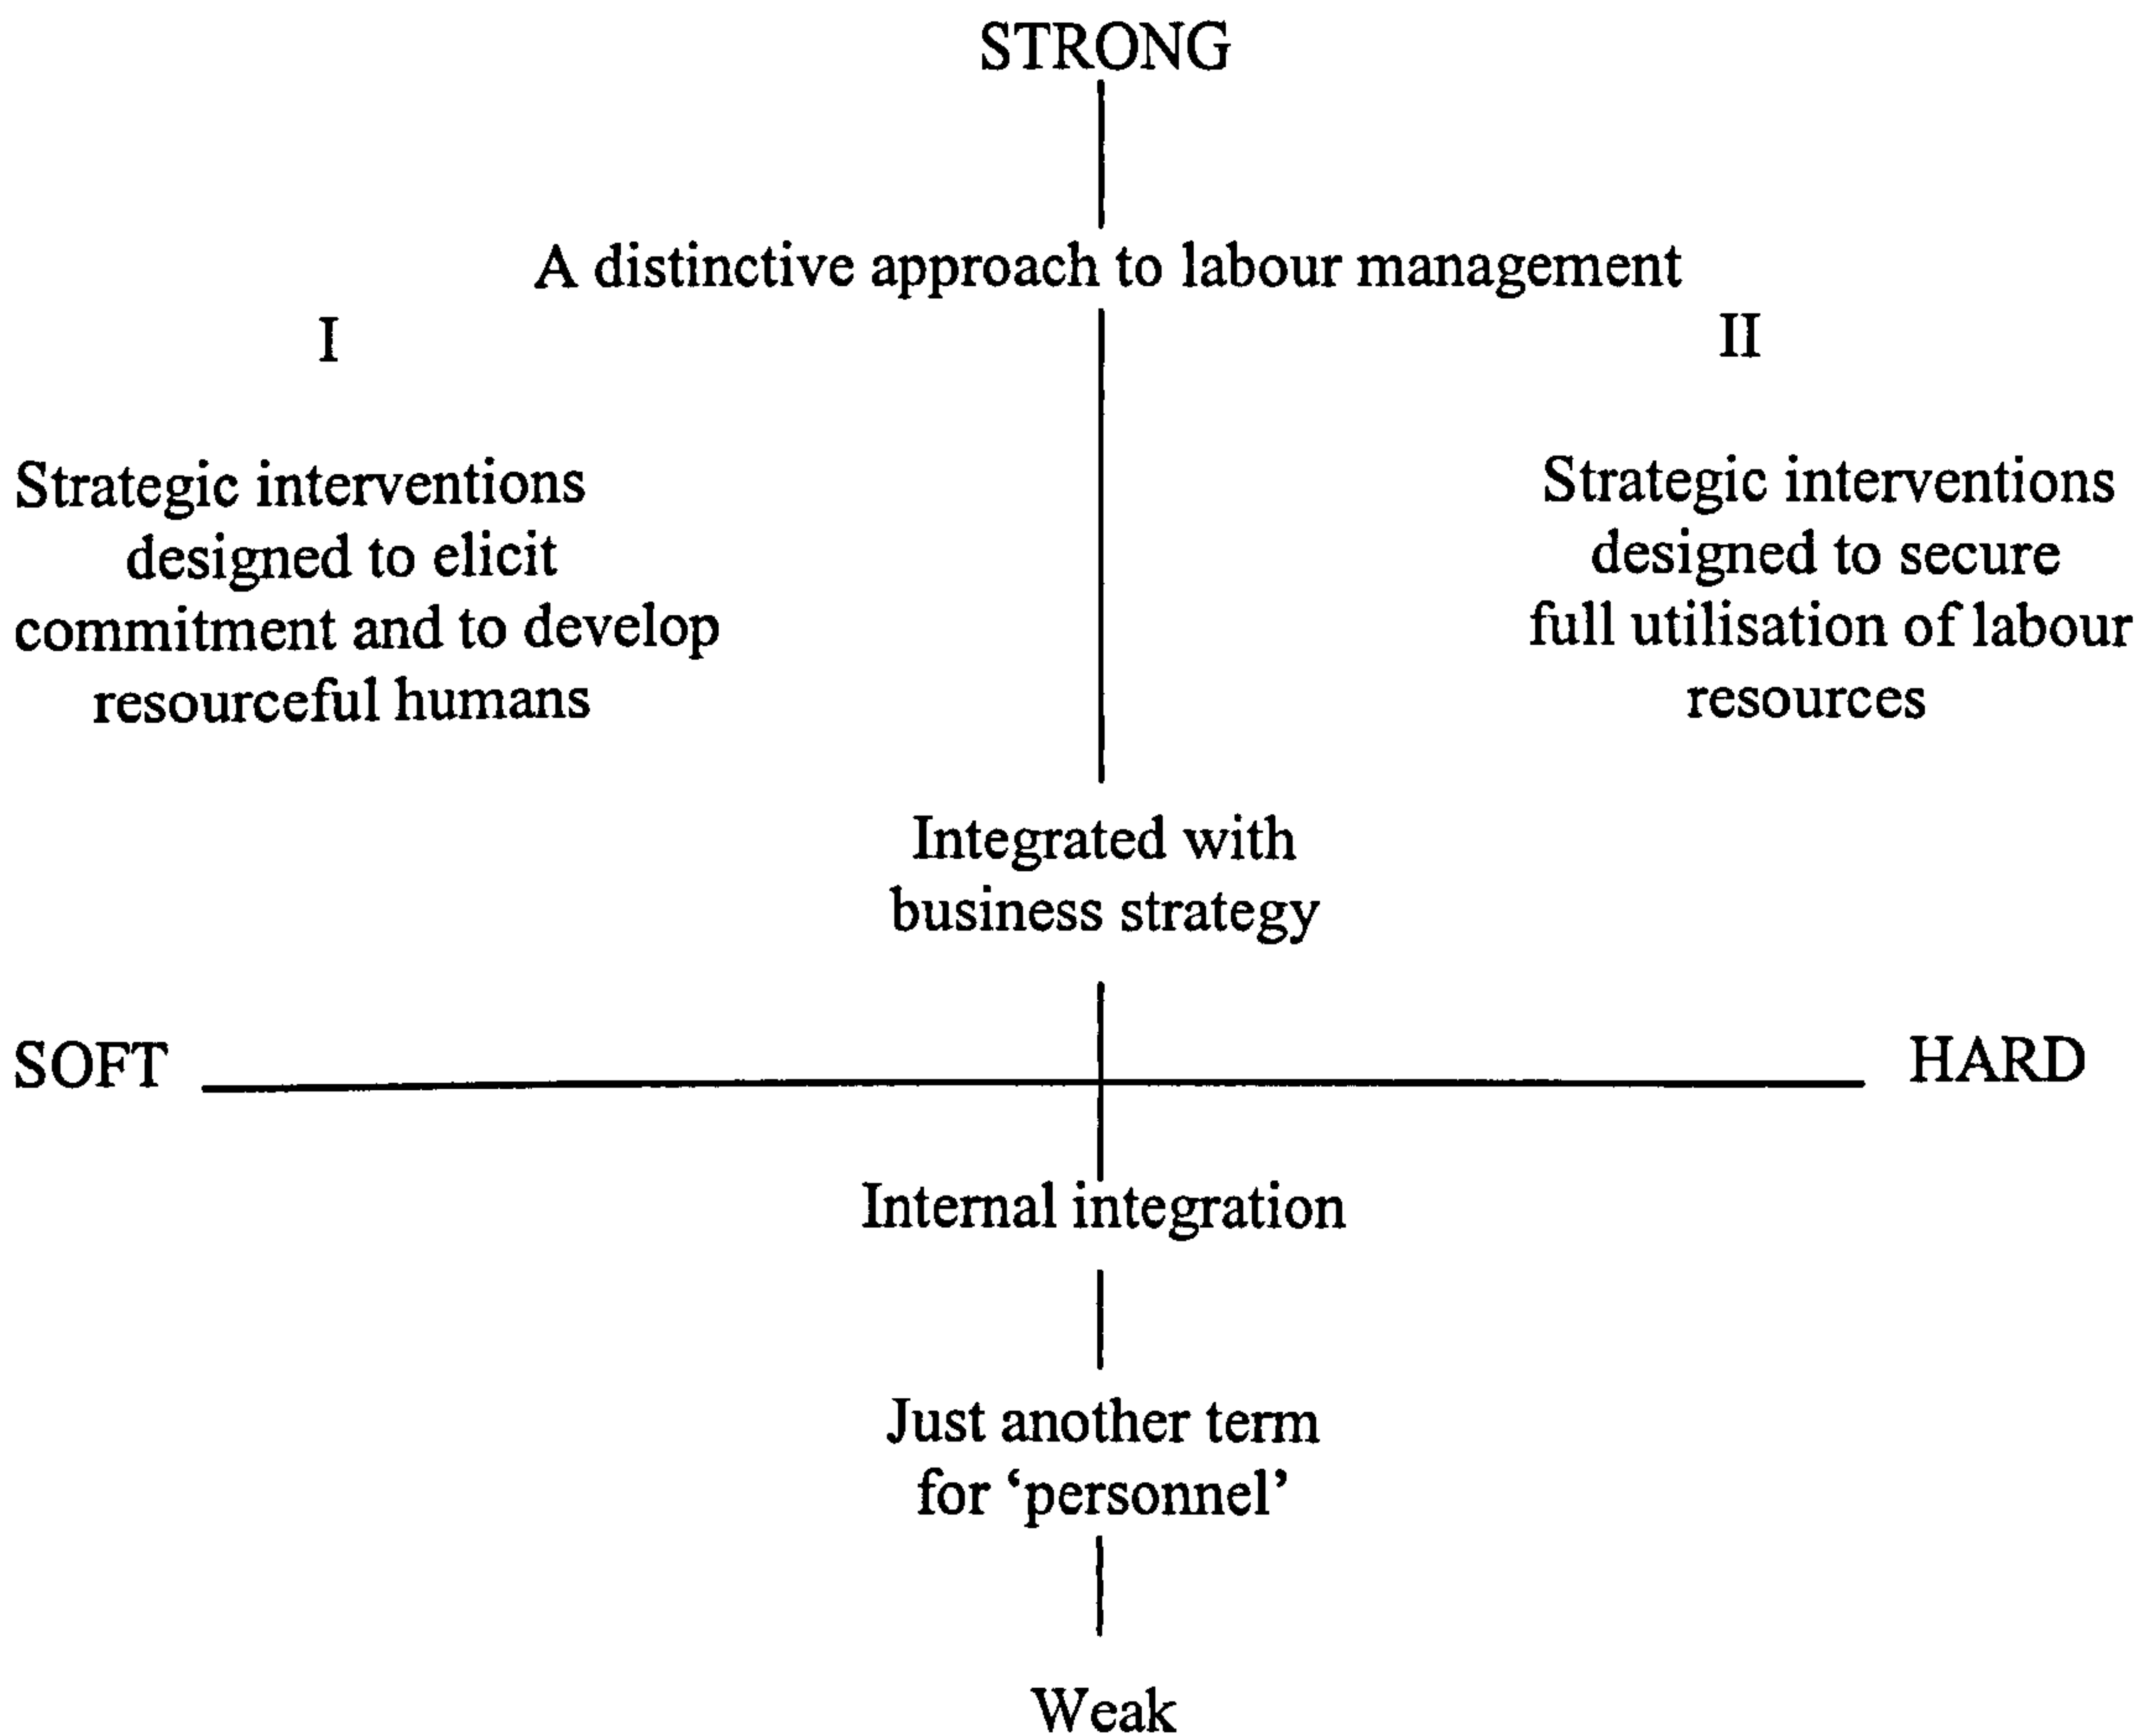 STRONG
A distinctive approach to labour management
I
II
Strategic interventions
designed to elicit
commitment and to develop
resourceful humans
Strategic interventions
designed to secure
full utilisation of labour
resources
Integrated with
business strategy
SOFT
HARD
Internal integration
Just another term
for ‘personnel’
Weak